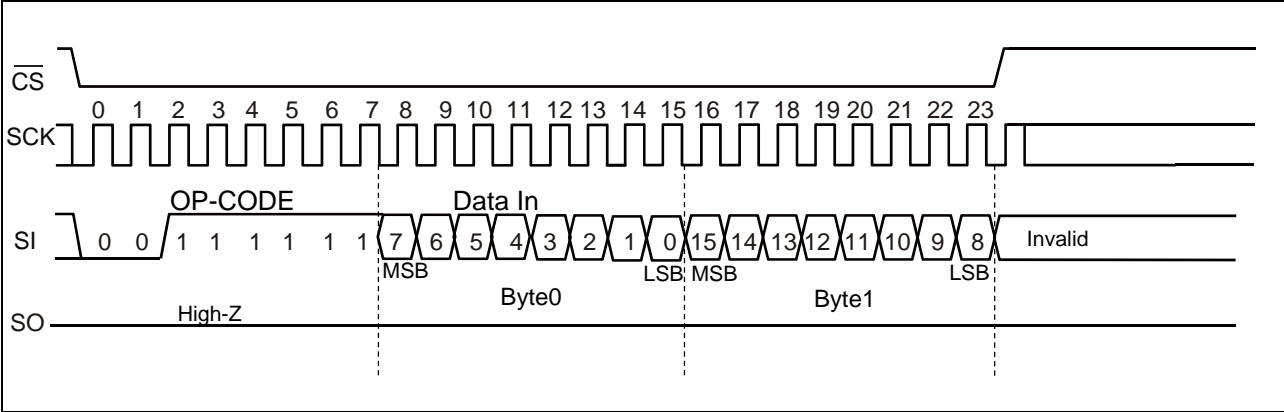 CS
0 1 2 3 4 5 6 7 8 9 10 11 12 13 14 15 16 17 18 19 20 21 22 23
SCK
OP-CODE Data In
SI 0 0 1 1 1 1 1 1 7 6 5 4 3 2 1 0 15 14 13 12 11 10 9 8 Invalid
MSB LSB MSB LSB
Byte0 Byte1
High-Z
SO